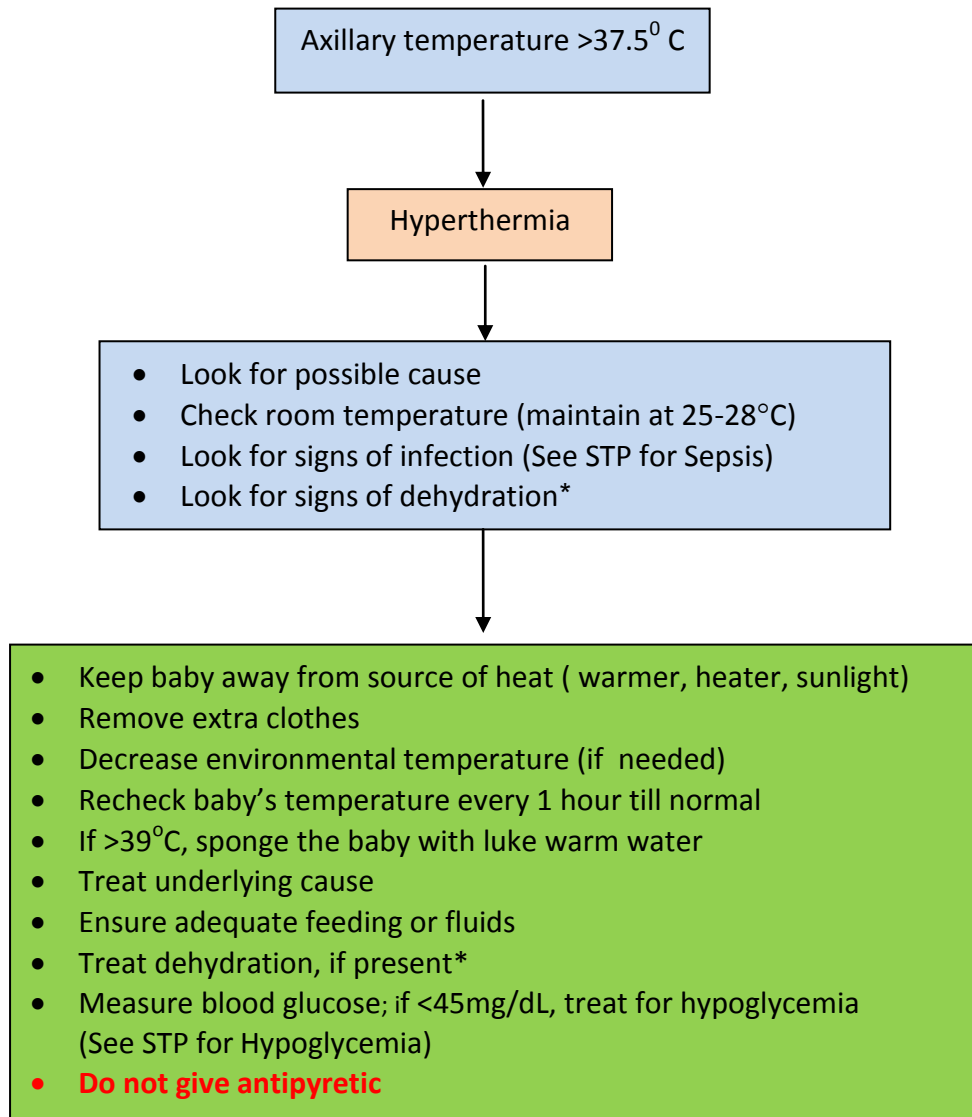 Axillary temperature >37.5⁰ C
Hyperthermia
• Look for possible cause
• Check room temperature (maintain at 25-28°C)
• Look for signs of infection (See STP for Sepsis)
• Look for signs of dehydration*
• Keep baby away from source of heat ( warmer, heater, sunlight)
• Remove extra clothes
• Decrease environmental temperature (if needed)
• Recheck baby’s temperature every 1 hour till normal
• If >39°C, sponge the baby with luke warm water
• Treat underlying cause
• Ensure adequate feeding or fluids
• Treat dehydration, if present*
• Measure blood glucose; if <45mg/dL, treat for hypoglycemia
(See STP for Hypoglycemia)
• Do not give antipyretic